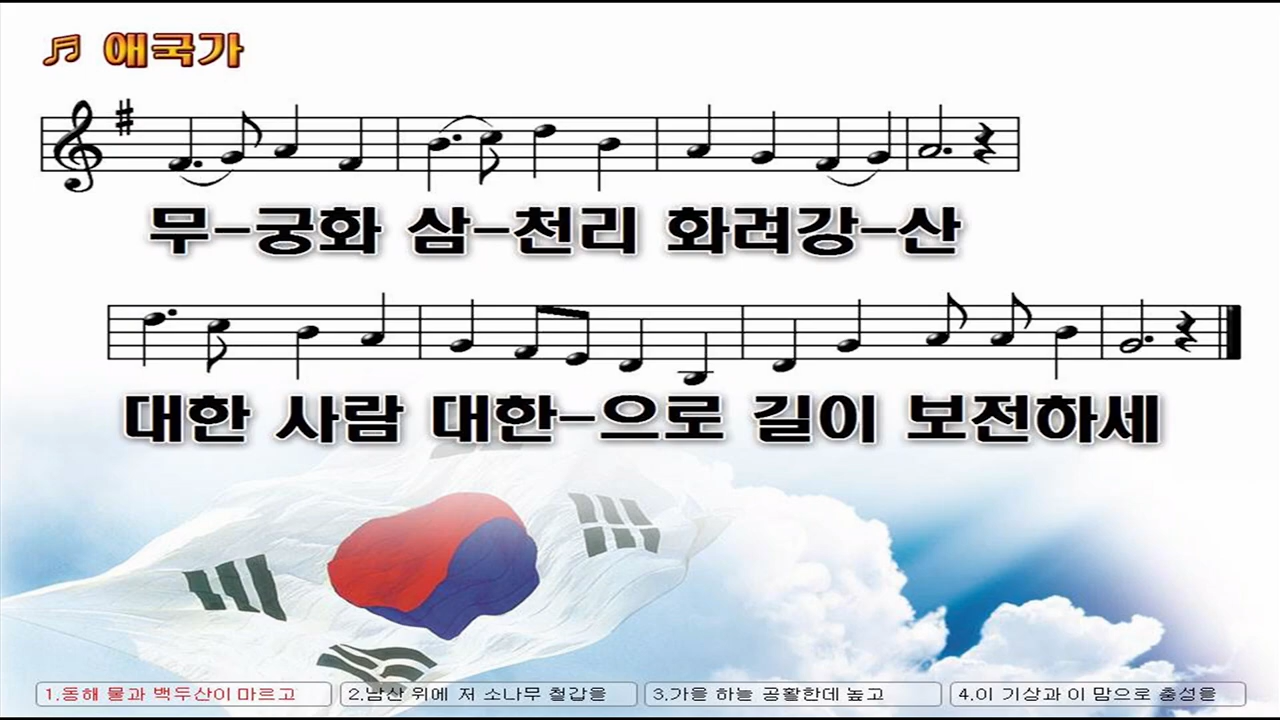 애국가
무-궁화 삼-천리 화려강-산
대한 사람 대한-으로 길이 보전하세
1.동해 물과 백두산이 마르고
2.남산 위에 저 소나무 철갑을
3.가을 하늘 공활한데 높고
4.이 기상과 이 맘으로 충성을